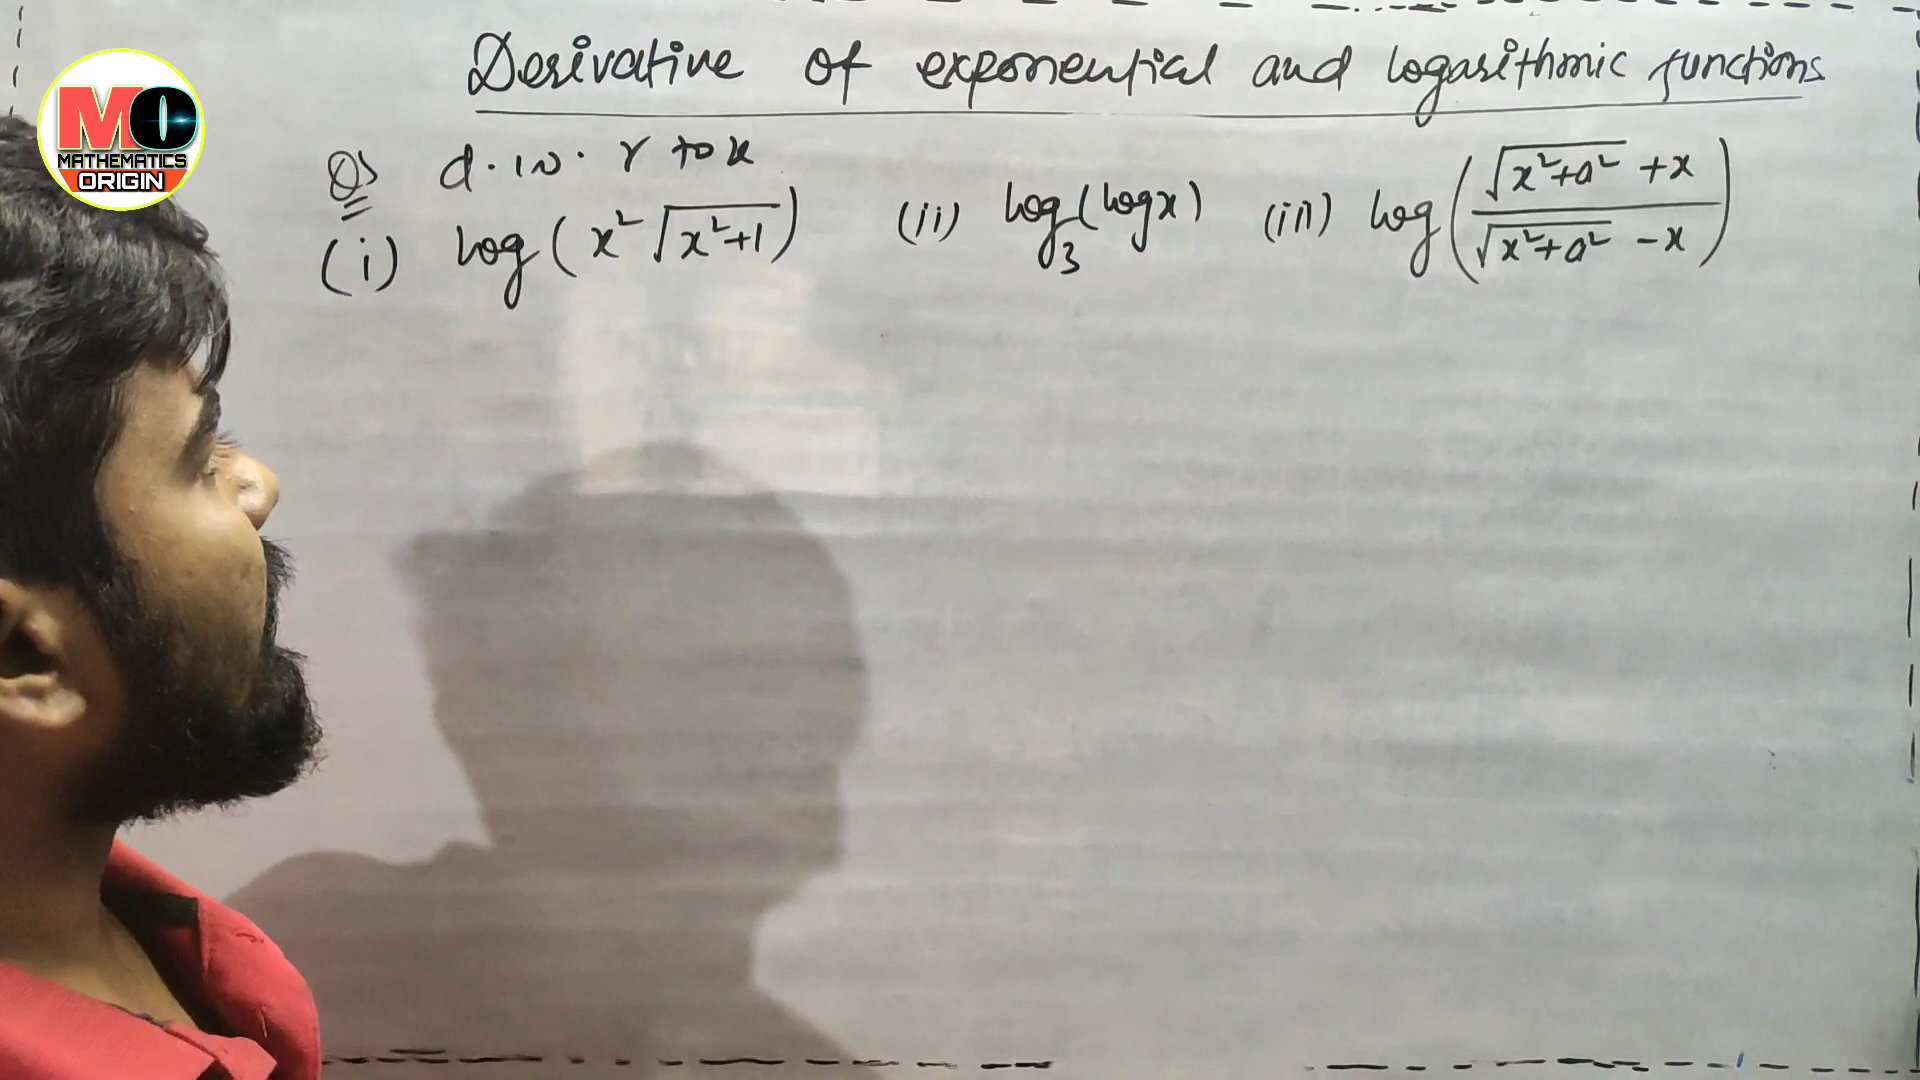 MO
MATHEMATICS
ORIGIN
Derivative of exponential and logarithmic functions
Q> d.w.r to x
(i) log(x²√(x²+1)) (ii) log₃(log x) (iii) log((√(x²+a²) + x)/(√(x²+a²) - x))